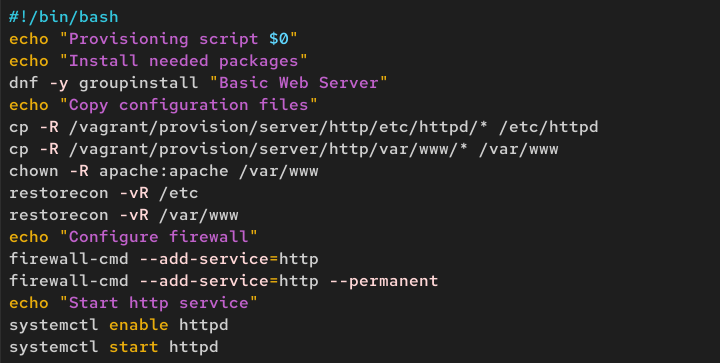 #!/bin/bash
echo "Provisioning script $0"
echo "Install needed packages"
dnf -y groupinstall "Basic Web Server"
echo "Copy configuration files"
cp -R /vagrant/provision/server/http/etc/httpd/* /etc/httpd
cp -R /vagrant/provision/server/http/var/www/* /var/www
chown -R apache:apache /var/www
restorecon -vR /etc
restorecon -vR /var/www
echo "Configure firewall"
firewall-cmd --add-service=http
firewall-cmd --add-service=http --permanent
echo "Start http service"
systemctl enable httpd
systemctl start httpd